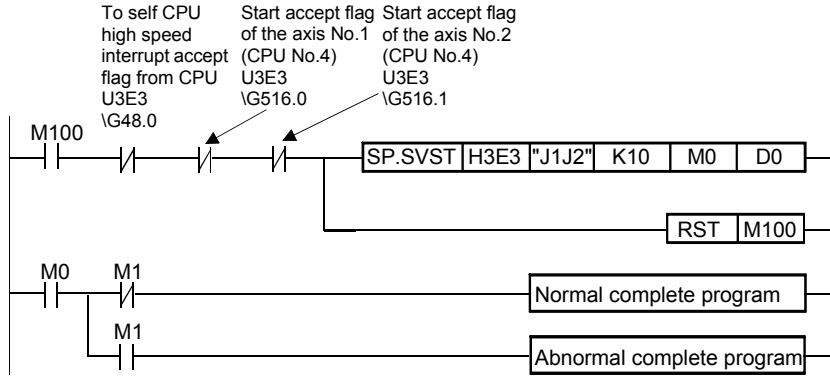 To self CPU
high speed
interrupt accept
flag from CPU
U3E3
\G48.0
Start accept flag
of the axis No.1
(CPU No.4)
U3E3
\G516.0
Start accept flag
of the axis No.2
(CPU No.4)
U3E3
\G516.1
M100
SP.SVST H3E3 "J1J2" K10 M0 D0
RST M100
M0 M1
Normal complete program
M1
Abnormal complete program